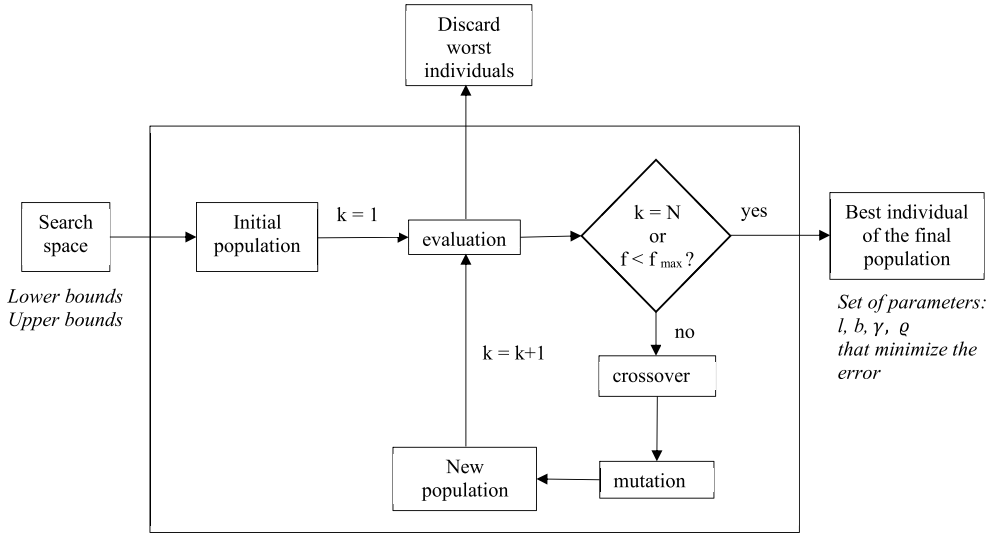 Discard
worst
individuals
Search
space
Lower bounds
Upper bounds
Initial
population
k = 1
evaluation
k = N
or
f < f max ?
yes
Best individual
of the final
population
Set of parameters:
l, b, γ, ϱ
that minimize the
error
no
crossover
mutation
New
population
k = k+1